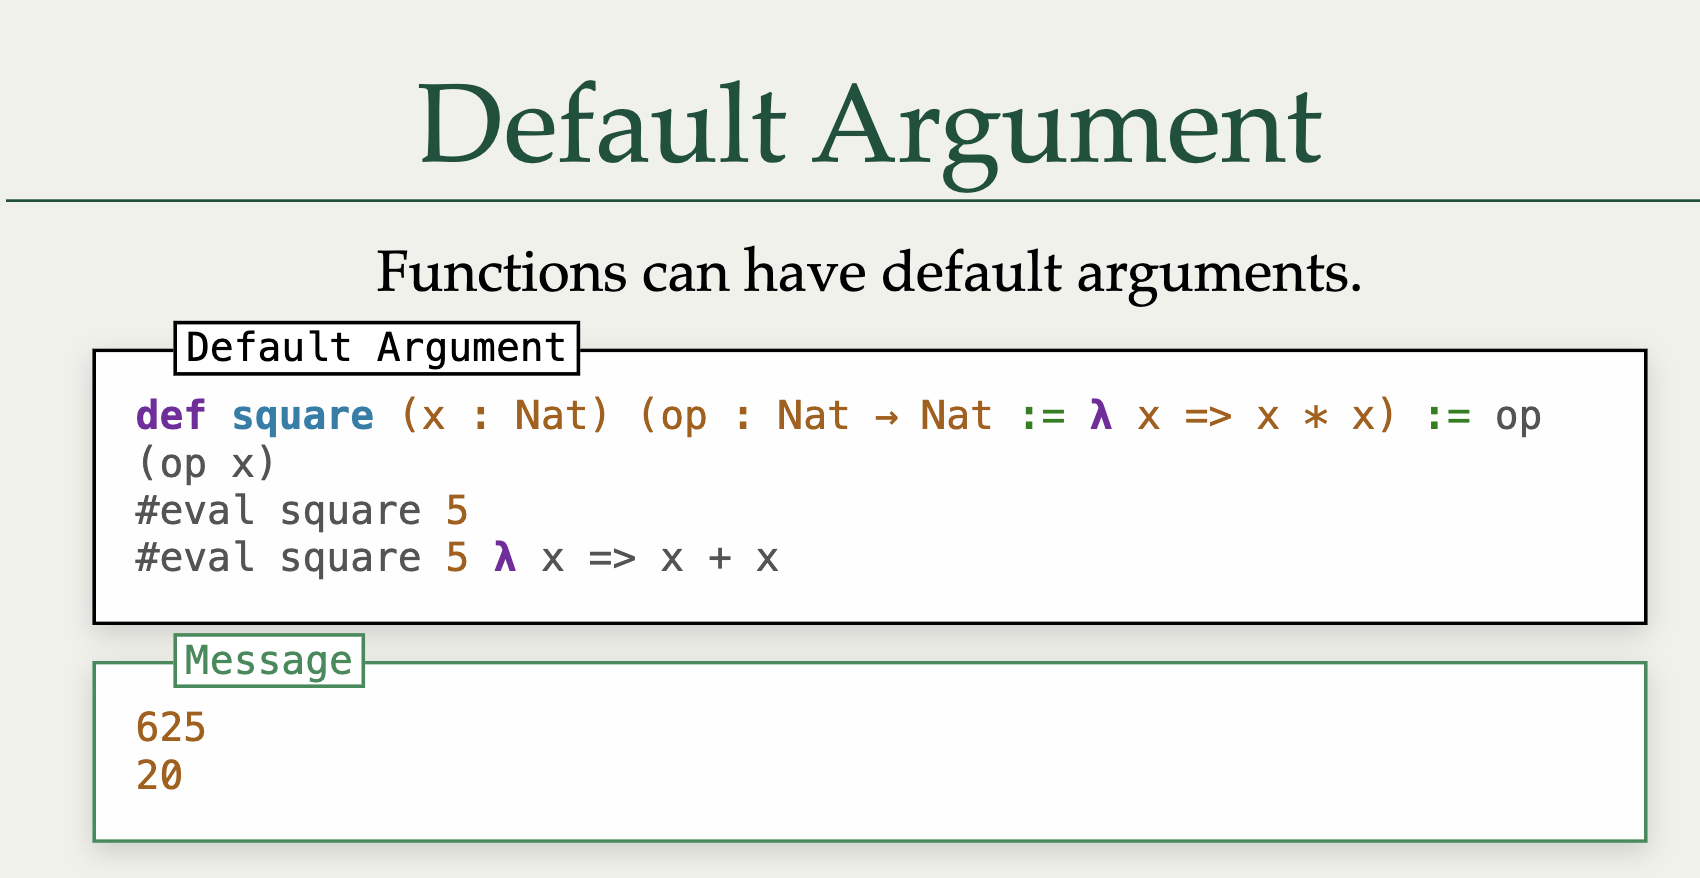 Default Argument
Functions can have default arguments.
Default Argument
def square (x : Nat) (op : Nat → Nat := λ x => x * x) := op
(op x)
#eval square 5
#eval square 5 λ x => x + x
Message
625
20